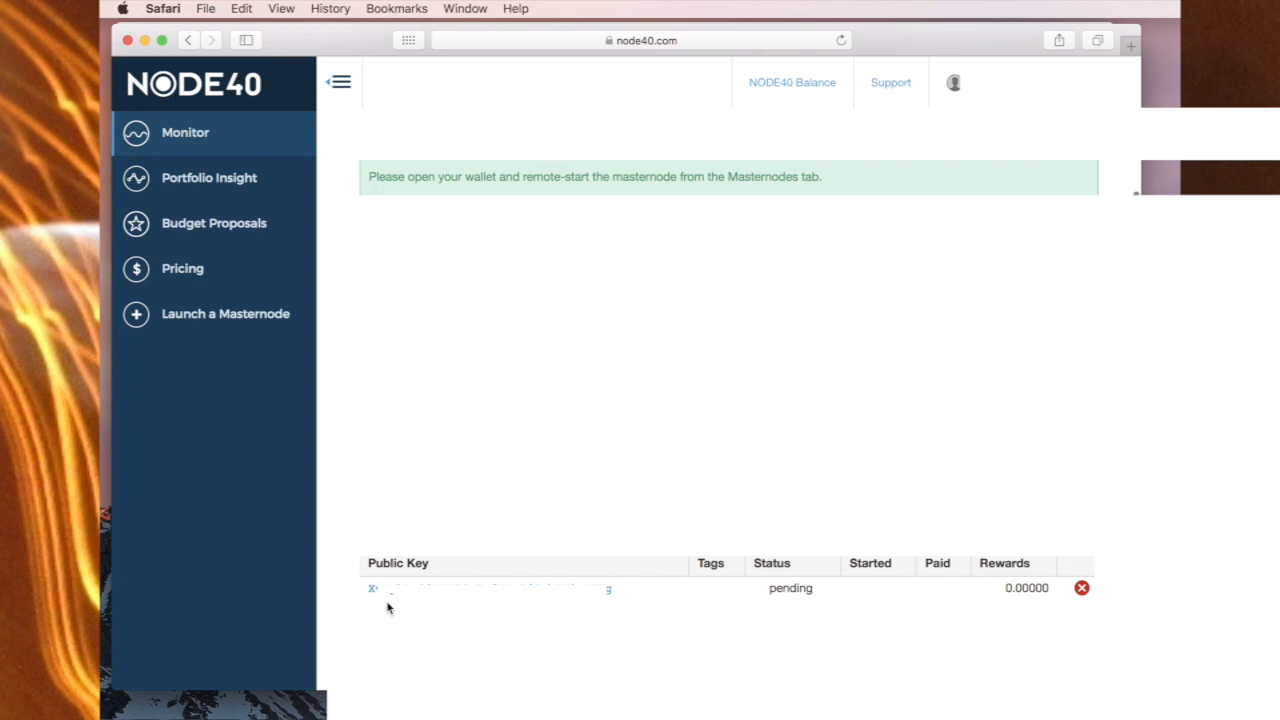 Safari File Edit View History Bookmarks Window Help
node40.com
NODE40
NODE40 Balance Support
Monitor
Portfolio Insight
Budget Proposals
Pricing
Launch a Masternode
Please open your wallet and remote-start the masternode from the Masternodes tab.
Public Key Tags Status Started Paid Rewards
pending 0.00000